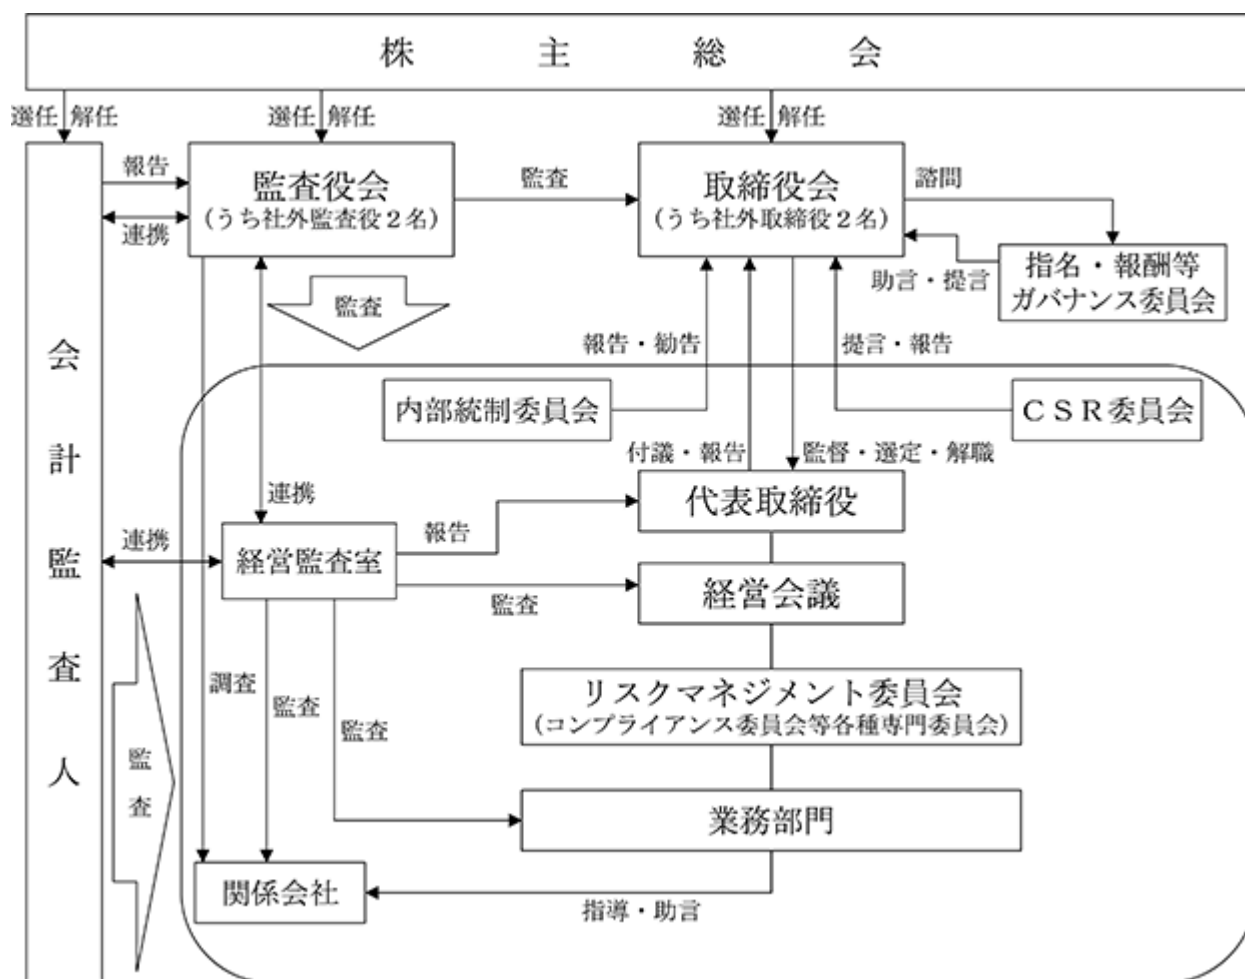 株主総会
選任 解任
選任 解任
選任 解任
報告
連携
監査役会
(うち社外監査役２名)
監査
取締役会
(うち社外取締役２名)
諮問
助言・提言
指名・報酬等
ガバナンス委員会
監査
報告・勧告
提言・報告
内部統制委員会
ＣＳＲ委員会
付議・報告
監督・選定・解職
代表取締役
連携
連携
経営監査室
報告
監査
経営会議
会計監査人
調査
監査
監査
リスクマネジメント委員会
(コンプライアンス委員会等各種専門委員会)
監査
業務部門
関係会社
指導・助言